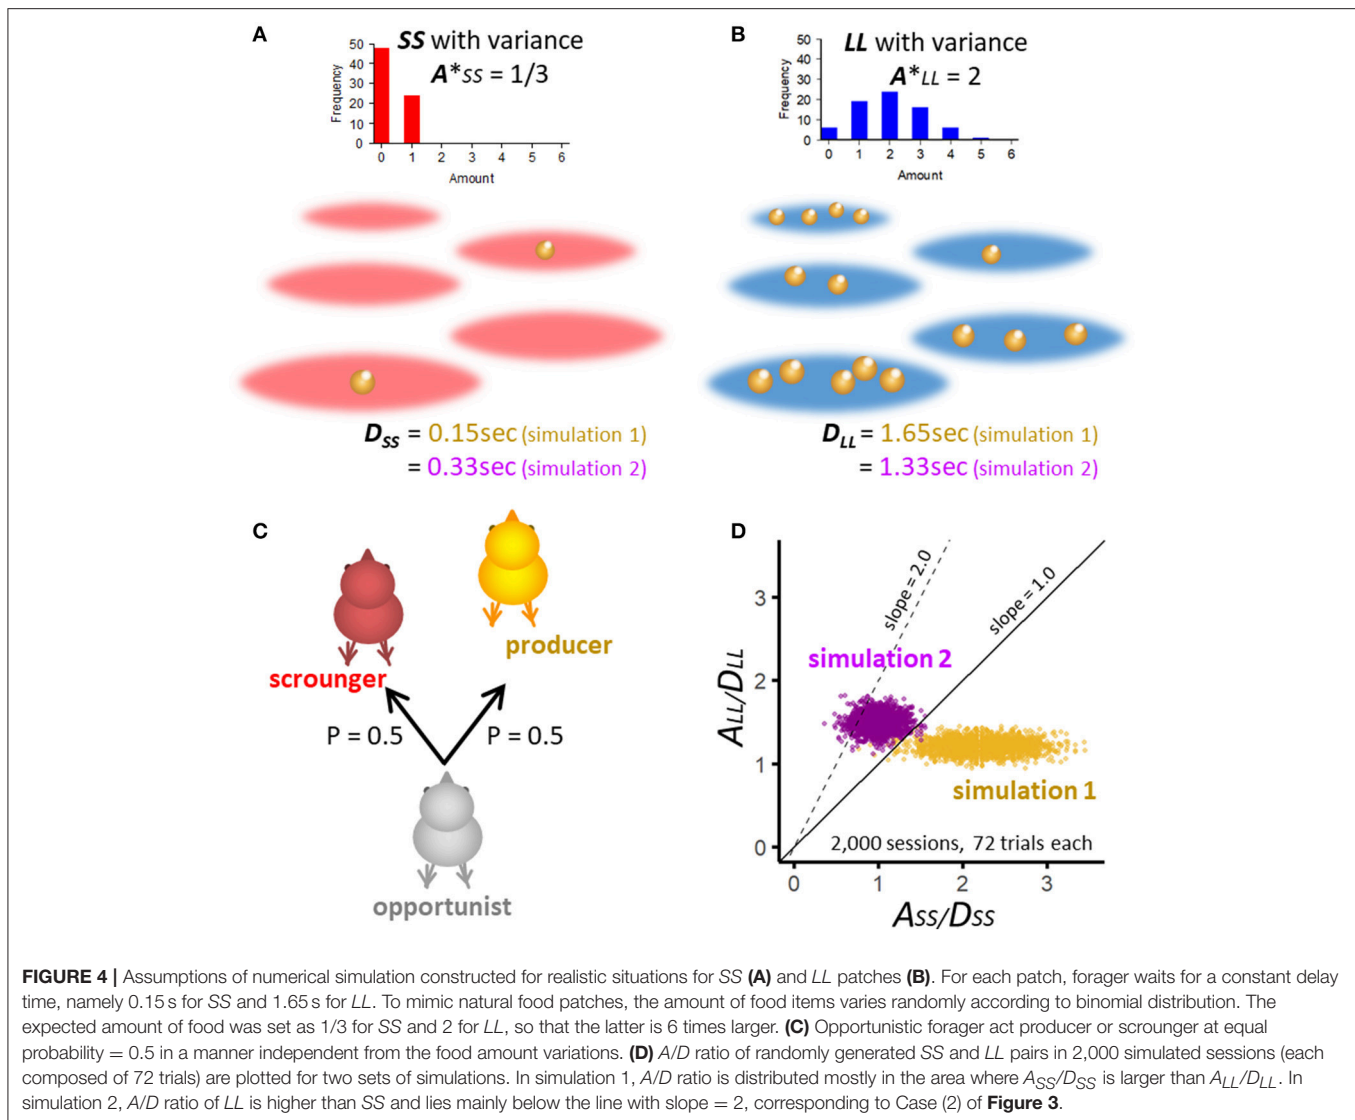 A
SS with variance
A*SS = 1/3
Frequency
50
40
30
20
10
0
0 1 2 3 4 5 6
Amount
B
LL with variance
A*LL = 2
Frequency
50
40
30
20
10
0
0 1 2 3 4 5 6
Amount
DSS = 0.15sec (simulation 1)
= 0.33sec (simulation 2)
DLL = 1.65sec (simulation 1)
= 1.33sec (simulation 2)
C
scrounger
producer
P = 0.5
P = 0.5
opportunist
D
ALL/DLL
3
2
1
0
slope = 2.0
slope = 1.0
simulation 2
simulation 1
2,000 sessions, 72 trials each
0 1 2 3
ASS/DSS
FIGURE 4 | Assumptions of numerical simulation constructed for realistic situations for SS (A) and LL patches (B). For each patch, forager waits for a constant delay
time, namely 0.15 s for SS and 1.65 s for LL. To mimic natural food patches, the amount of food items varies randomly according to binomial distribution. The
expected amount of food was set as 1/3 for SS and 2 for LL, so that the latter is 6 times larger. (C) Opportunistic forager act producer or scrounger at equal
probability = 0.5 in a manner independent from the food amount variations. (D) A/D ratio of randomly generated SS and LL pairs in 2,000 simulated sessions (each
composed of 72 trials) are plotted for two sets of simulations. In simulation 1, A/D ratio is distributed mostly in the area where ASS/DSS is larger than ALL/DLL. In
simulation 2, A/D ratio of LL is higher than SS and lies mainly below the line with slope = 2, corresponding to Case (2) of Figure 3.